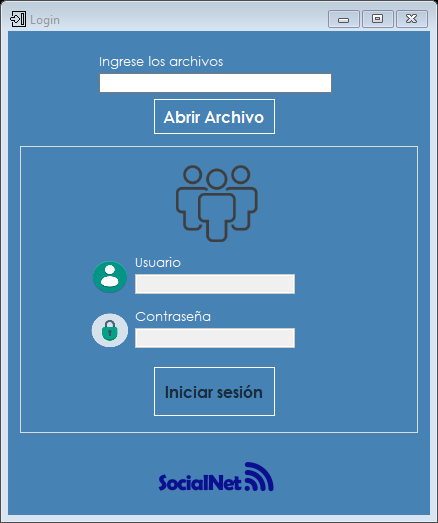 Login
Ingrese los archivos
Abrir Archivo
Usuario
Contraseña
Iniciar sesión
SocialNet